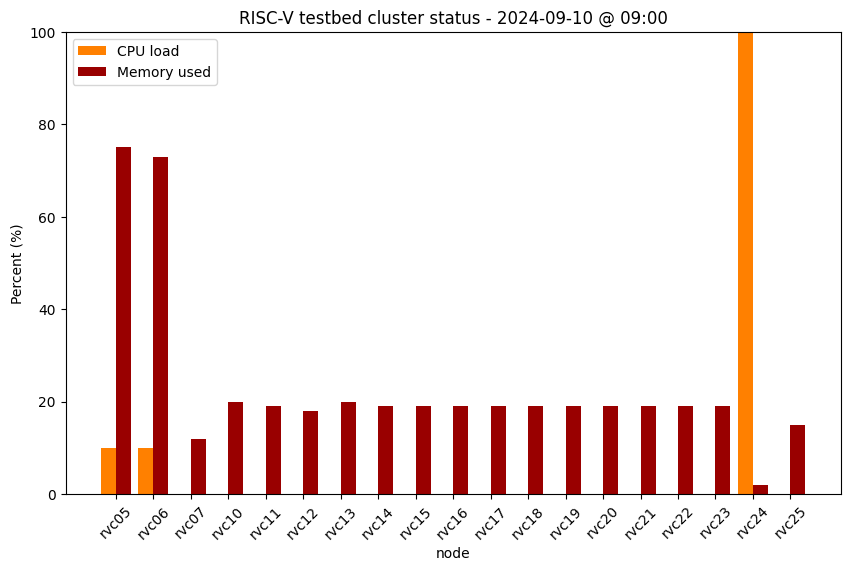 RISC-V testbed cluster status - 2024-09-10 @ 09:00
CPU load
Memory used
Percent (%)
100
80
60
40
20
0
rvc05
rvc06
rvc07
rvc10
rvc11
rvc12
rvc13
rvc14
rvc15
rvc16
rvc17
rvc18
rvc19
rvc20
rvc21
rvc22
rvc23
rvc24
rvc25
node